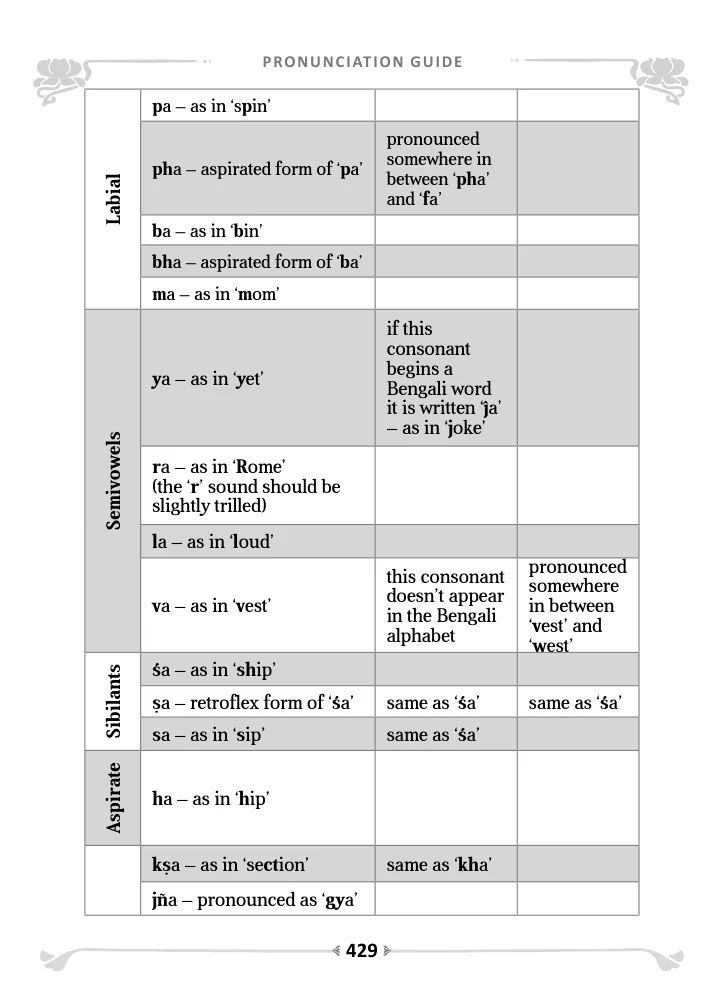 PRONUNCIATION GUIDE
Labial
pa – as in ‘spin’
pha – aspirated form of ‘pa’
pronounced
somewhere in
between ‘pha’
and ‘fa’
ba – as in ‘bin’
bha – aspirated form of ‘ba’
ma – as in ‘mom’
Semivowels
ya – as in ‘yet’
if this
consonant
begins a
Bengali word
it is written ‘ĵa’
– as in ‘joke’
ra – as in ‘Rome’
(the ‘r’ sound should be
slightly trilled)
la – as in ‘loud’
va – as in ‘vest’
this consonant
doesn’t appear
in the Bengali
alphabet
pronounced
somewhere
in between
‘vest’ and
‘west’
Sibilants
śa – as in ‘ship’
ṣa – retroflex form of ‘śa’
same as ‘śa’
same as ‘śa’
sa – as in ‘sip’
same as ‘śa’
Aspirate
ha – as in ‘hip’
kṣa – as in ‘section’
same as ‘kha’
jña – pronounced as ‘gya’
429